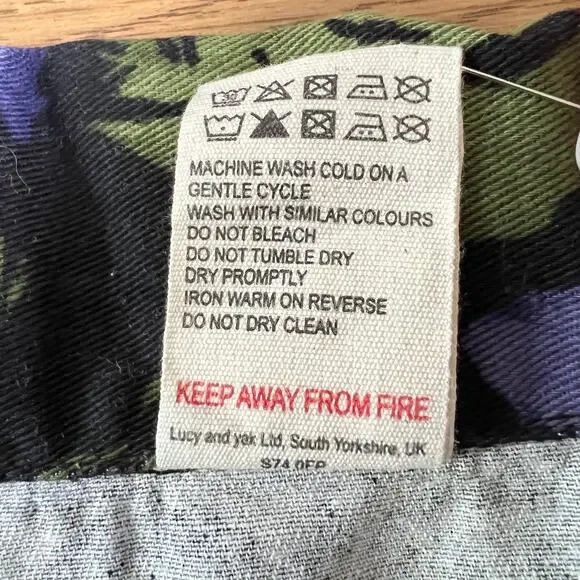 MACHINE WASH COLD ON A
GENTLE CYCLE
WASH WITH SIMILAR COLOURS
DO NOT BLEACH
DO NOT TUMBLE DRY
DRY PROMPTLY
IRON WARM ON REVERSE
DO NOT DRY CLEAN
KEEP AWAY FROM FIRE
Lucy and yak Ltd, South Yorkshire, UK
S74